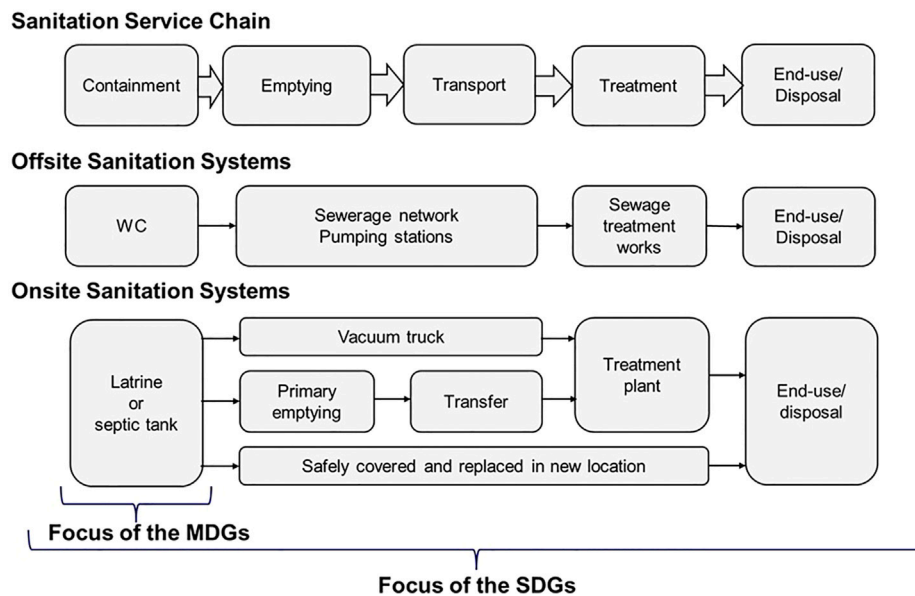 Sanitation Service Chain
Containment
Emptying
Transport
Treatment
End-use/
Disposal
Offsite Sanitation Systems
WC
Sewerage network
Pumping stations
Sewage
treatment
works
End-use/
Disposal
Onsite Sanitation Systems
Latrine
or
septic tank
Vacuum truck
Primary
emptying
Transfer
Treatment
plant
Safely covered and replaced in new location
End-use/
disposal
Focus of the MDGs
Focus of the SDGs